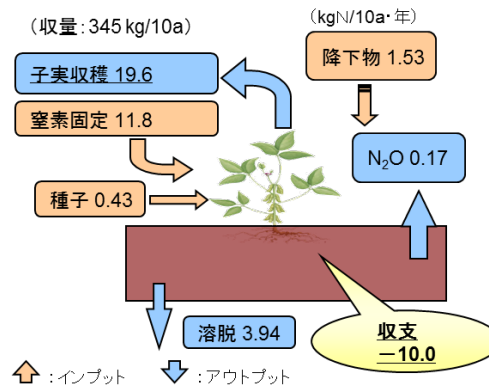 （収量：345 kg/10a）
（kgN/10a・年）
子実収穫 19.6
降下物 1.53
窒素固定 11.8
N₂O 0.17
種子 0.43
溶脱 3.94
収支
－10.0
：インプット
：アウトプット